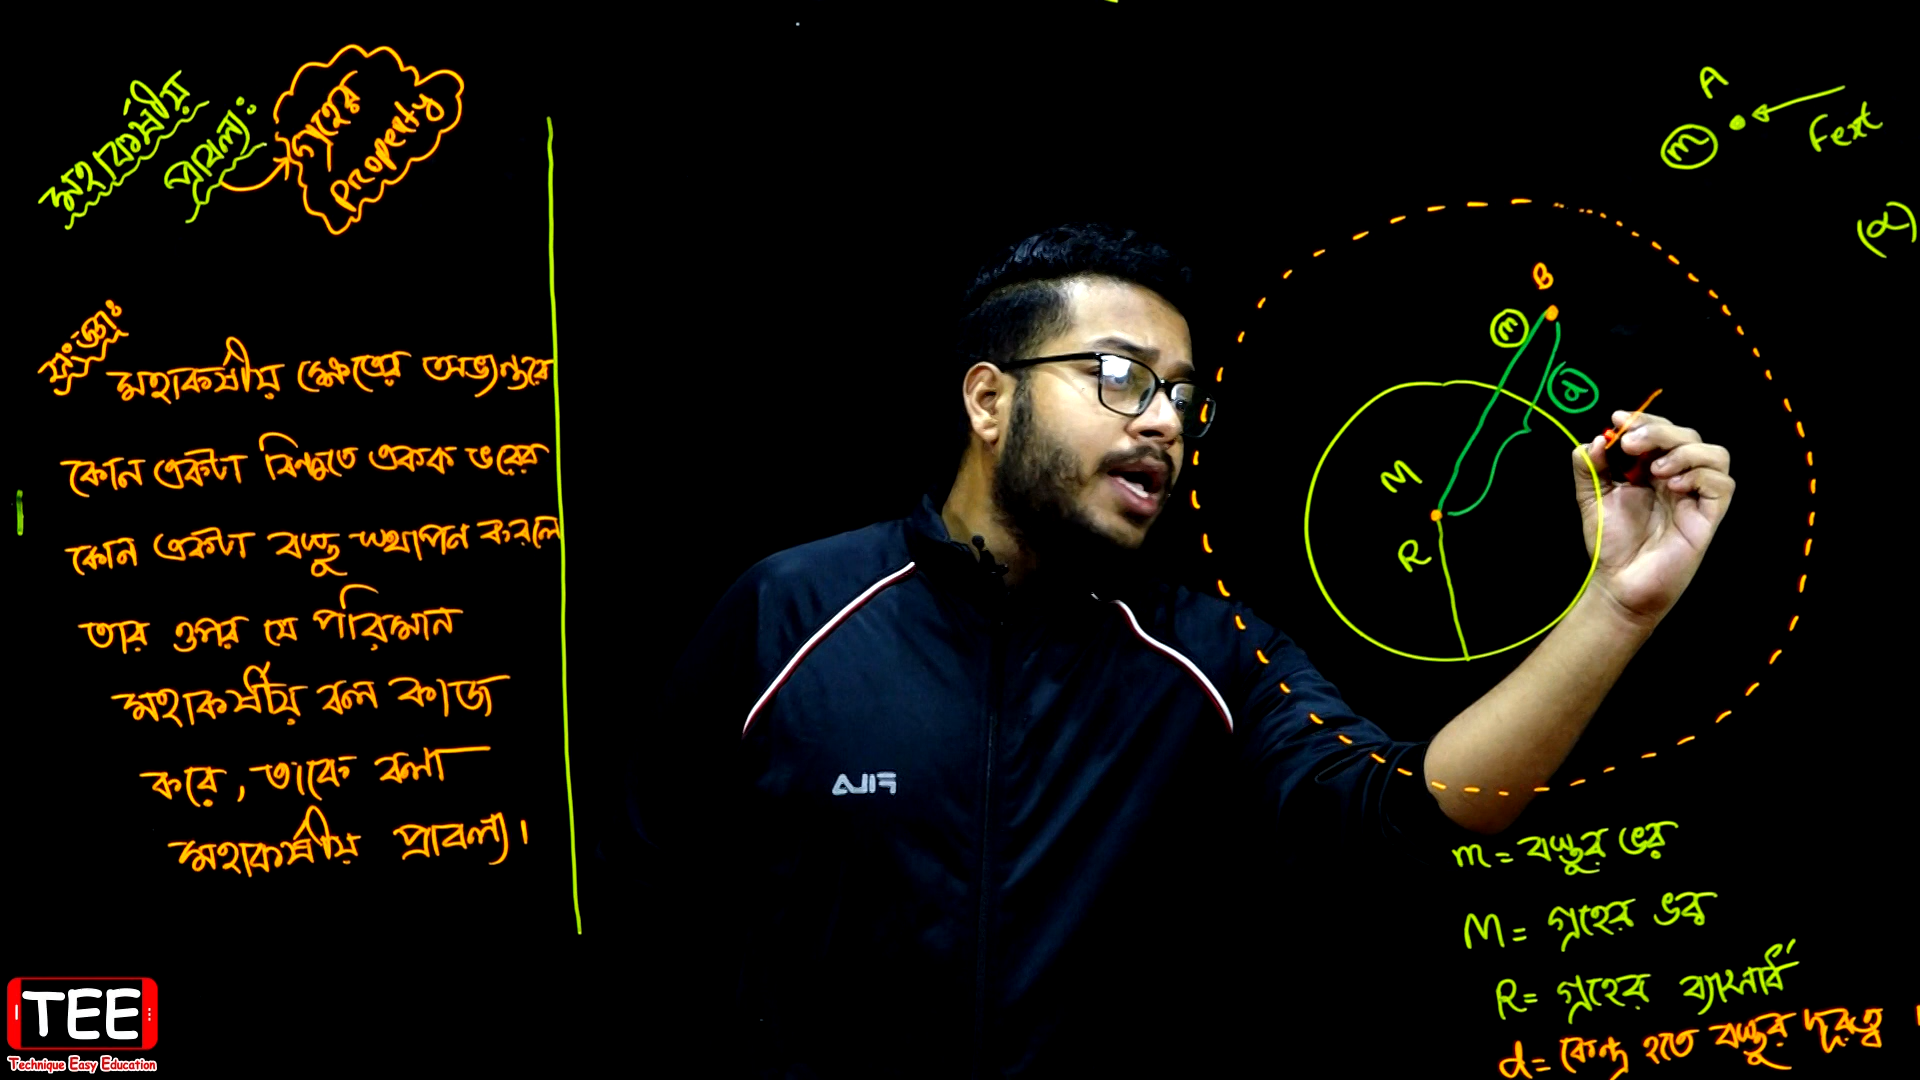 মহাকর্ষীয়
প্রাবল্য:
গ্রহের
Property
সংজ্ঞা:
মহাকর্ষীয় ক্ষেত্রের অভ্যন্তরে
কোন একটা বিন্দুতে একক ভরের
কোন একটা বস্তু স্থাপন করলে
তার ওপর যে পরিমান
মহাকর্ষীয় বল কাজ
করে, তাকে বলা
মহাকর্ষীয় প্রাবল্য।
A
m
Fext
(α)
B
m
d
M
R
FILA
m = বস্তুর ভর
M = গ্রহের ভর
R = গ্রহের ব্যাসার্ধ
d = কেন্দ্র হতে বস্তুর দূরত্ব
TEE
Technique Easy Education